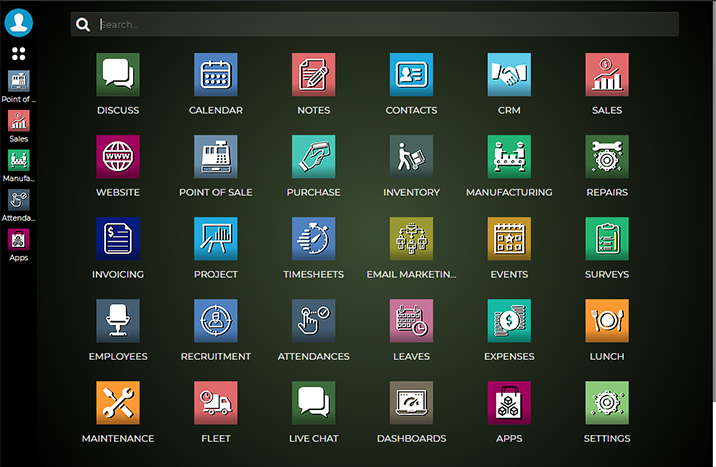 Search...
Point of ...
Sales
Manufa...
Attenda...
Apps
DISCUSS
CALENDAR
NOTES
CONTACTS
CRM
SALES
WWW
WEBSITE
POINT OF SALE
PURCHASE
INVENTORY
MANUFACTURING
REPAIRS
INVOICING
PROJECT
TIMESHEETS
EMAIL MARKETIN...
EVENTS
SURVEYS
EMPLOYEES
RECRUITMENT
ATTENDANCES
LEAVES
EXPENSES
LUNCH
MAINTENANCE
FLEET
LIVE CHAT
DASHBOARDS
APPS
SETTINGS